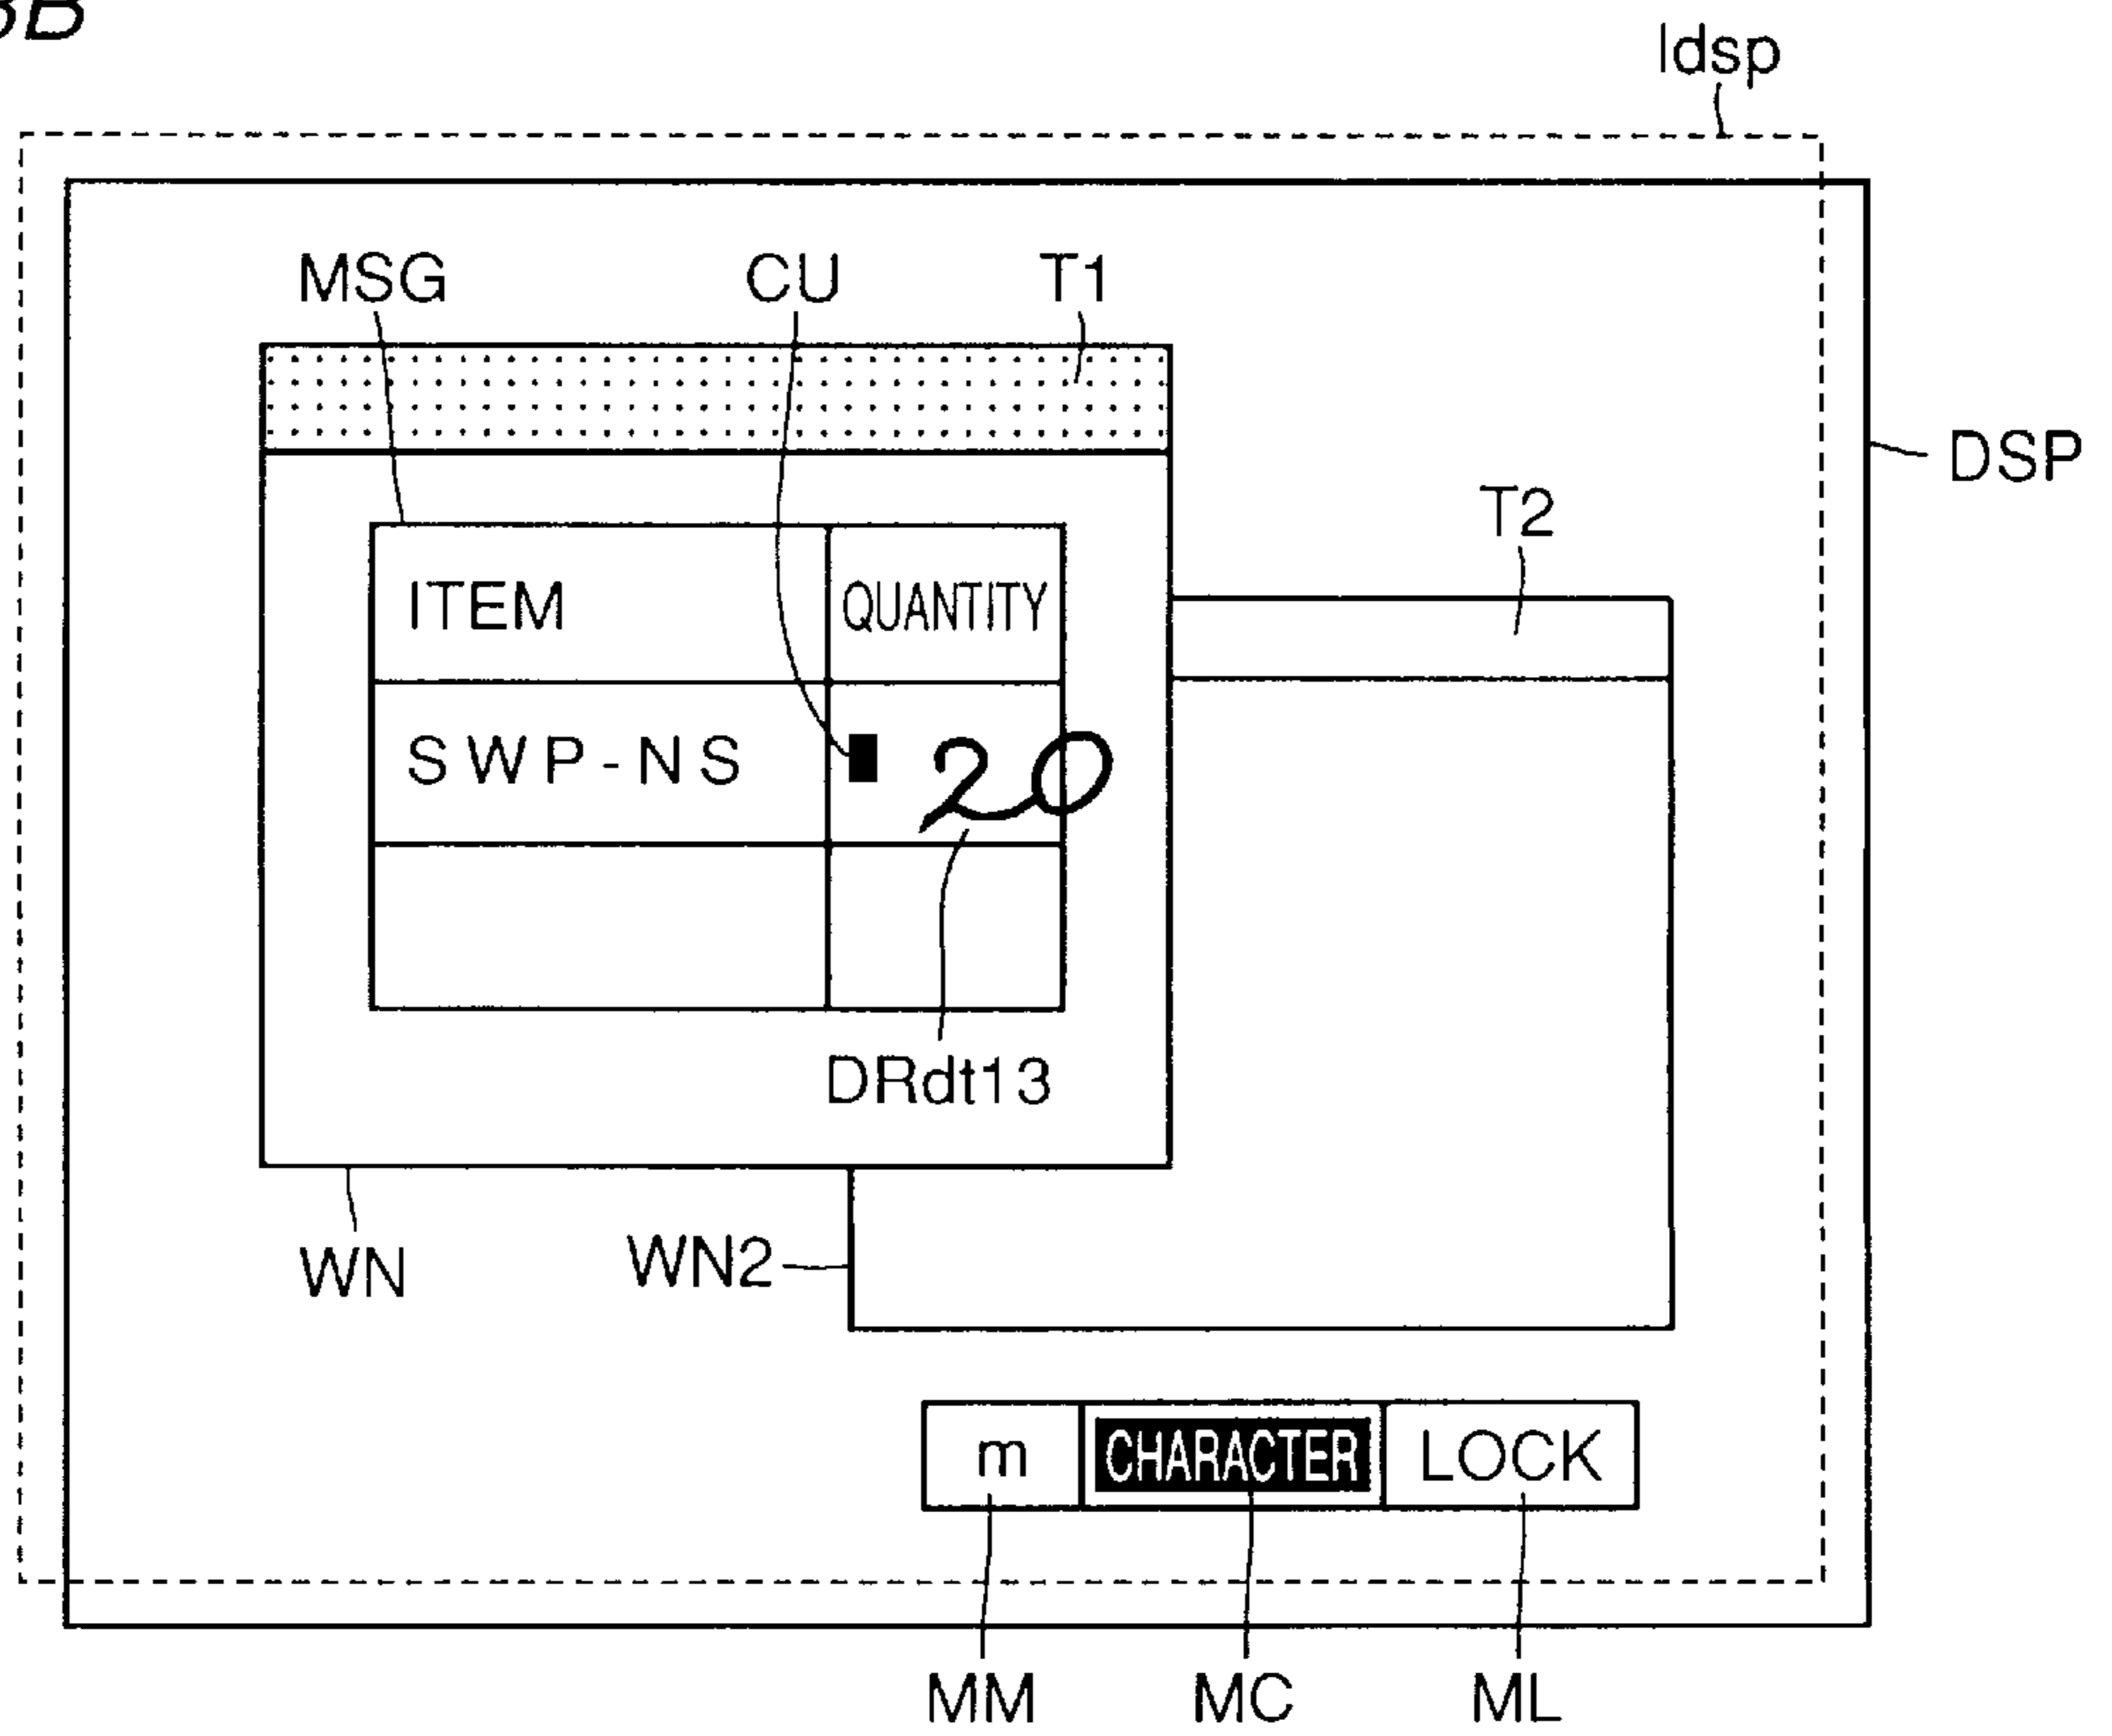 3B
Idsp
MSG CU T1
DSP
T2
ITEM QUANTITY
SWP-NS 20
DRdt13
WN WN2
m CHARACTER LOCK
MM MC ML